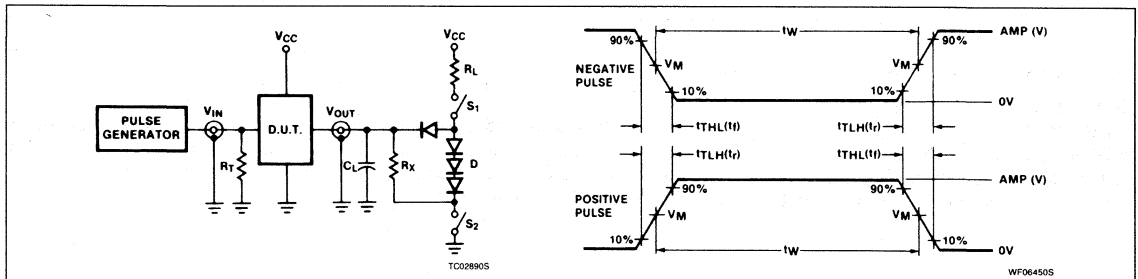 VCC
RL
S1
PULSE GENERATOR
VIN
RT
VCC
D.U.T.
VOUT
CL
RX
D
S2
TC02890S
NEGATIVE PULSE
90%
VM
10%
tW
10%
VM
90%
AMP (V)
0V
tTHL(tf)
tTLH(tr)
tTLH(tr)
tTHL(tf)
POSITIVE PULSE
10%
VM
90%
tW
90%
VM
10%
AMP (V)
0V
WF06450S